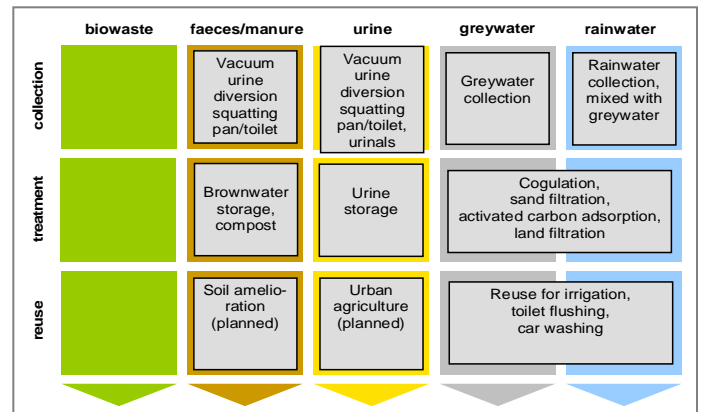 biowaste
faeces/manure
urine
greywater
rainwater
collection
Vacuum
urine
diversion
squatting
pan/toilet
Vacuum
urine
diversion
squatting
pan/toilet,
urinals
Greywater
collection
Rainwater
collection,
mixed with
greywater
treatment
Brownwater
storage,
compost
Urine
storage
Cogulation,
sand filtration,
activated carbon adsorption,
land filtration
reuse
Soil amelio-
ration
(planned)
Urban
agriculture
(planned)
Reuse for irrigation,
toilet flushing,
car washing